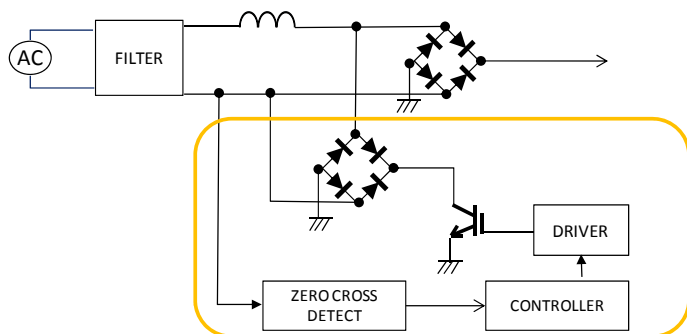 AC
FILTER
DRIVER
ZERO CROSS
DETECT
CONTROLLER